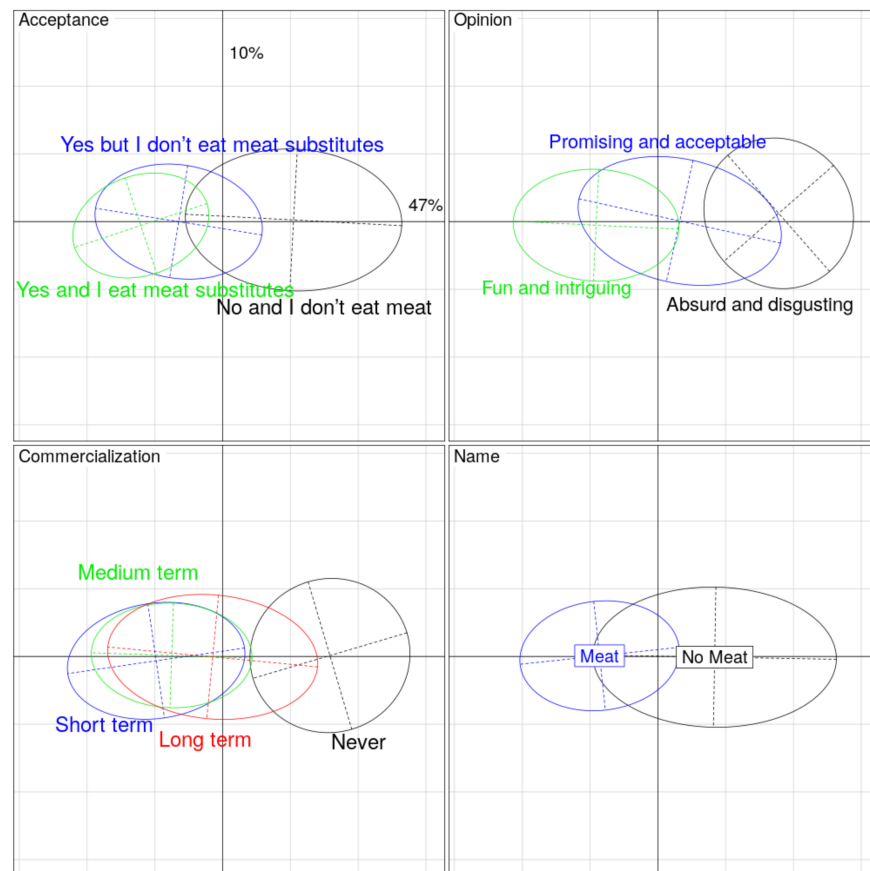 Acceptance
10%
Yes but I don't eat meat substitutes
47%
Yes and I eat meat substitutes
No and I don't eat meat
Opinion
Promising and acceptable
Fun and intriguing
Absurd and disgusting
Commercialization
Medium term
Short term
Long term
Never
Name
Meat
No Meat